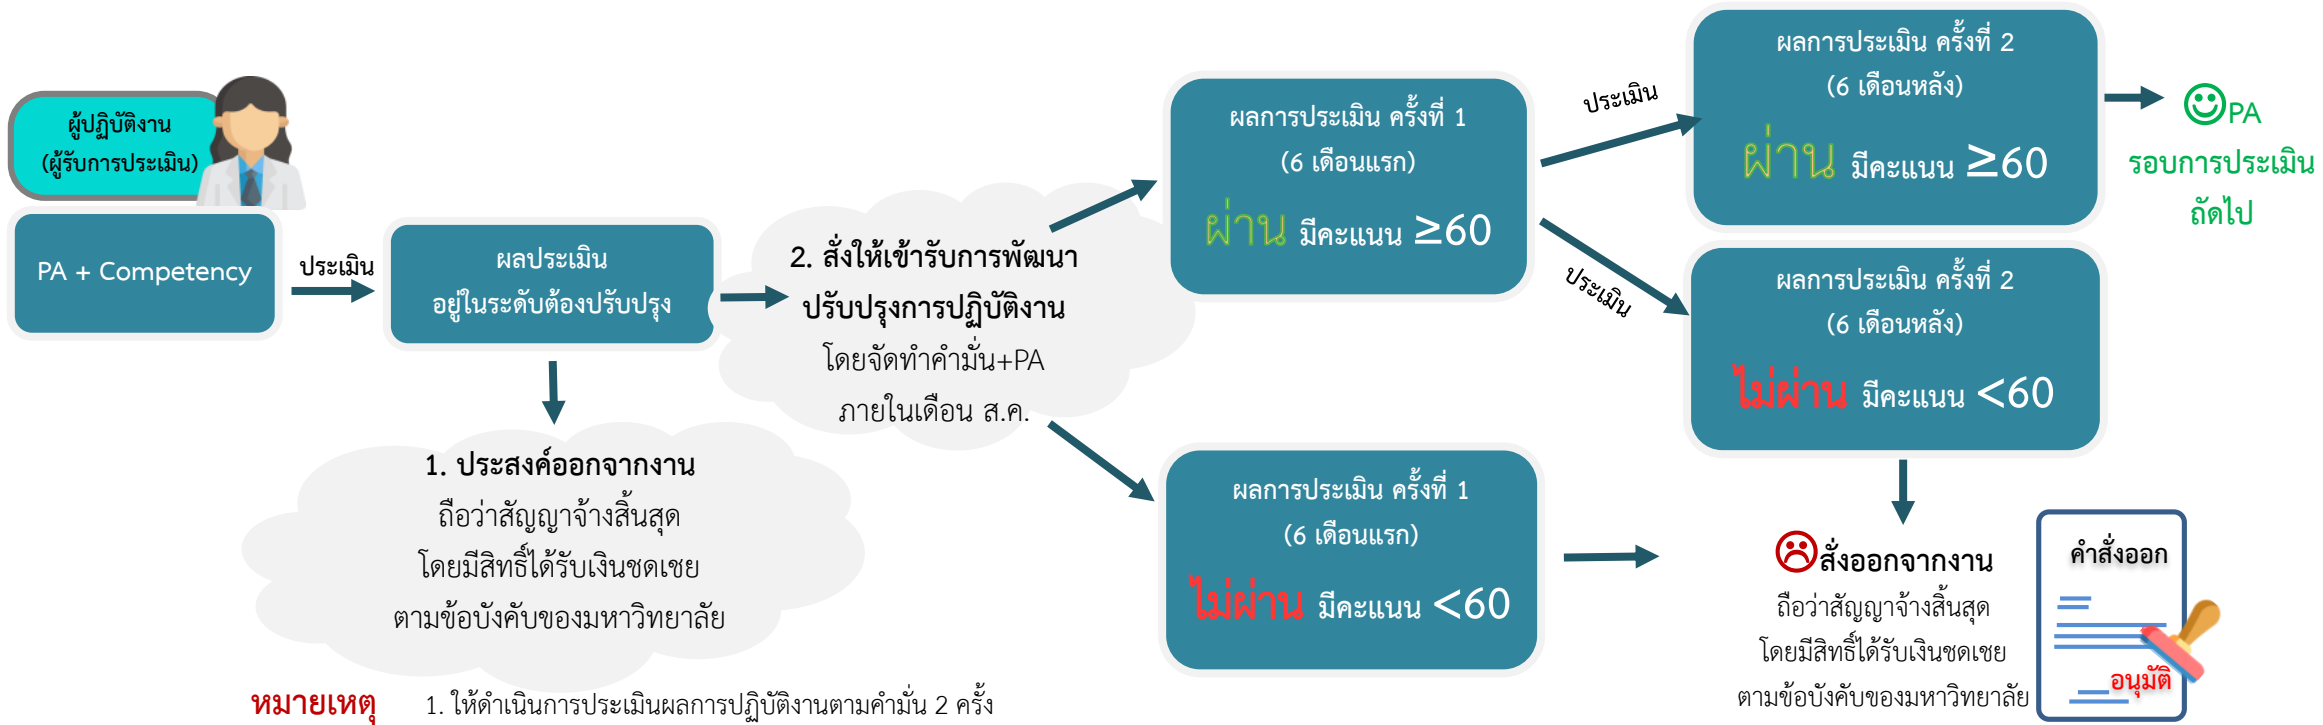 ผู้ปฏิบัติงาน
(ผู้รับการประเมิน)
PA + Competency
ประเมิน
ผลประเมิน
อยู่ในระดับต้องปรับปรุง
1. ประสงค์ออกจากงาน
ถือว่าสัญญาจ้างสิ้นสุด
โดยมีสิทธิ์ได้รับเงินชดเชย
ตามข้อบังคับของมหาวิทยาลัย
2. สั่งให้เข้ารับการพัฒนา
ปรับปรุงการปฏิบัติงาน
โดยจัดทำคำมั่น+PA
ภายในเดือน ส.ค.
ผลการประเมิน ครั้งที่ 1
(6 เดือนแรก)
ผ่าน มีคะแนน ≥60
ผลการประเมิน ครั้งที่ 1
(6 เดือนแรก)
ไม่ผ่าน มีคะแนน <60
ประเมิน
ประเมิน
ผลการประเมิน ครั้งที่ 2
(6 เดือนหลัง)
ผ่าน มีคะแนน ≥60
PA
รอบการประเมิน
ถัดไป
ผลการประเมิน ครั้งที่ 2
(6 เดือนหลัง)
ไม่ผ่าน มีคะแนน <60
สั่งออกจากงาน
ถือว่าสัญญาจ้างสิ้นสุด
โดยมีสิทธิ์ได้รับเงินชดเชย
ตามข้อบังคับของมหาวิทยาลัย
คำสั่งออก
อนุมัติ
หมายเหตุ 1. ให้ดำเนินการประเมินผลการปฏิบัติงานตามคำมั่น 2 ครั้ง